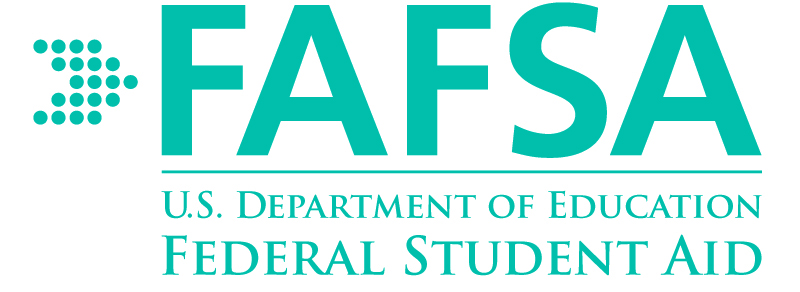 FAFSA
U.S. Department of Education
Federal Student Aid